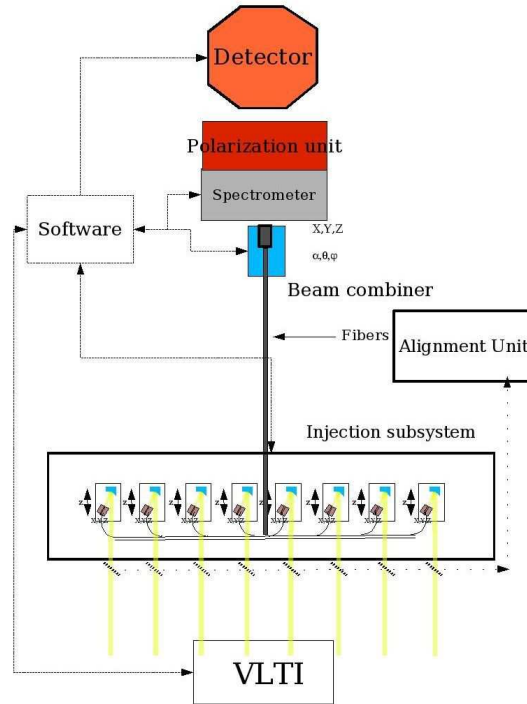 Detector
Polarization unit
Spectrometer
Software
X,Y,Z
α,θ,φ
Beam combiner
Fibers
Alignment Unit
Injection subsystem
Z Z Z Z Z Z Z Z
X,Y,Z X,Y,Z X,Y,Z X,Y,Z X,Y,Z X,Y,Z X,Y,Z X,Y,Z
VLTI